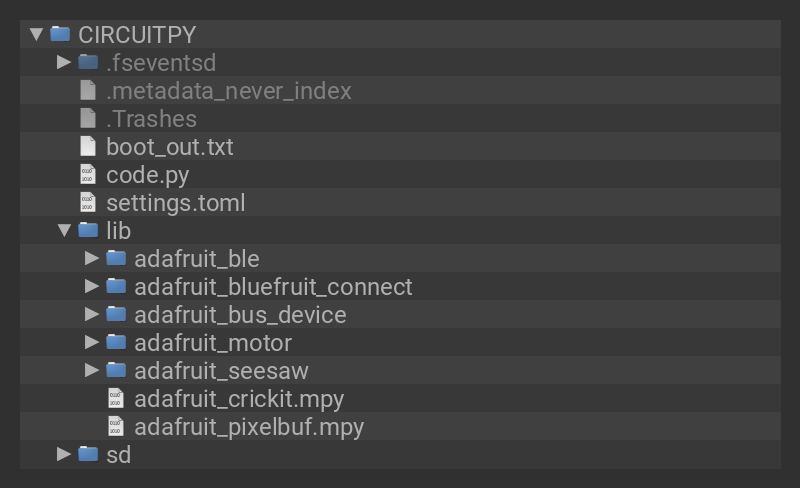 CIRCUITPY
.fseventsd
.metadata_never_index
.Trashes
boot_out.txt
code.py
settings.toml
lib
adafruit_ble
adafruit_bluefruit_connect
adafruit_bus_device
adafruit_motor
adafruit_seesaw
adafruit_crickit.mpy
adafruit_pixelbuf.mpy
sd